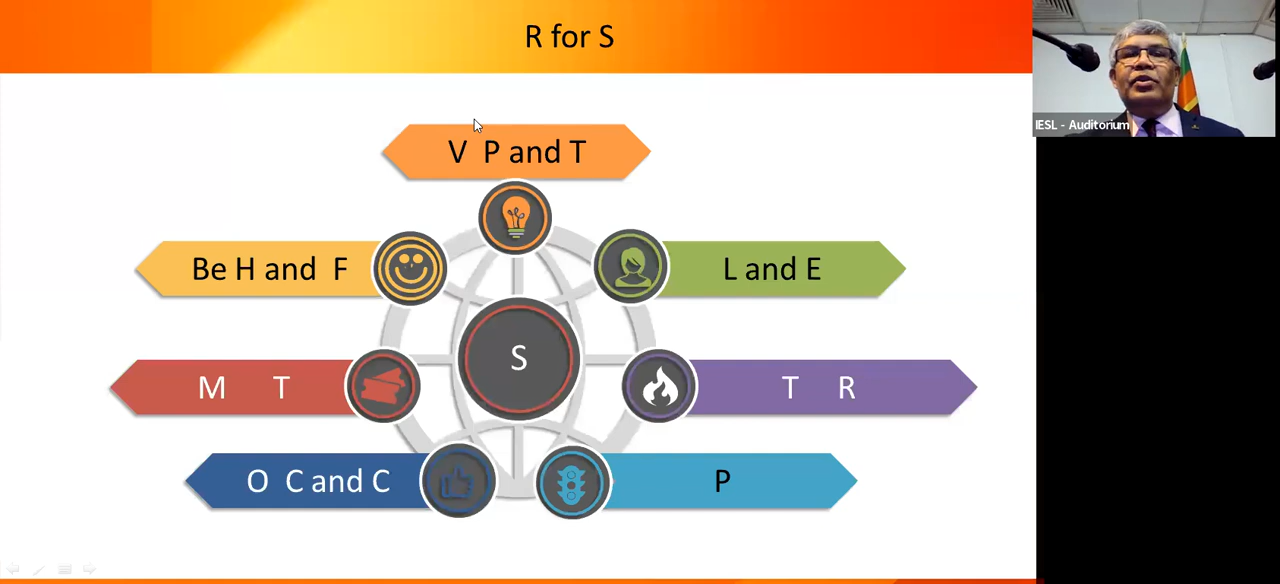 R for S
IESL - Auditorium
V P and T
Be H and F
L and E
S
M T
T R
O C and C
P